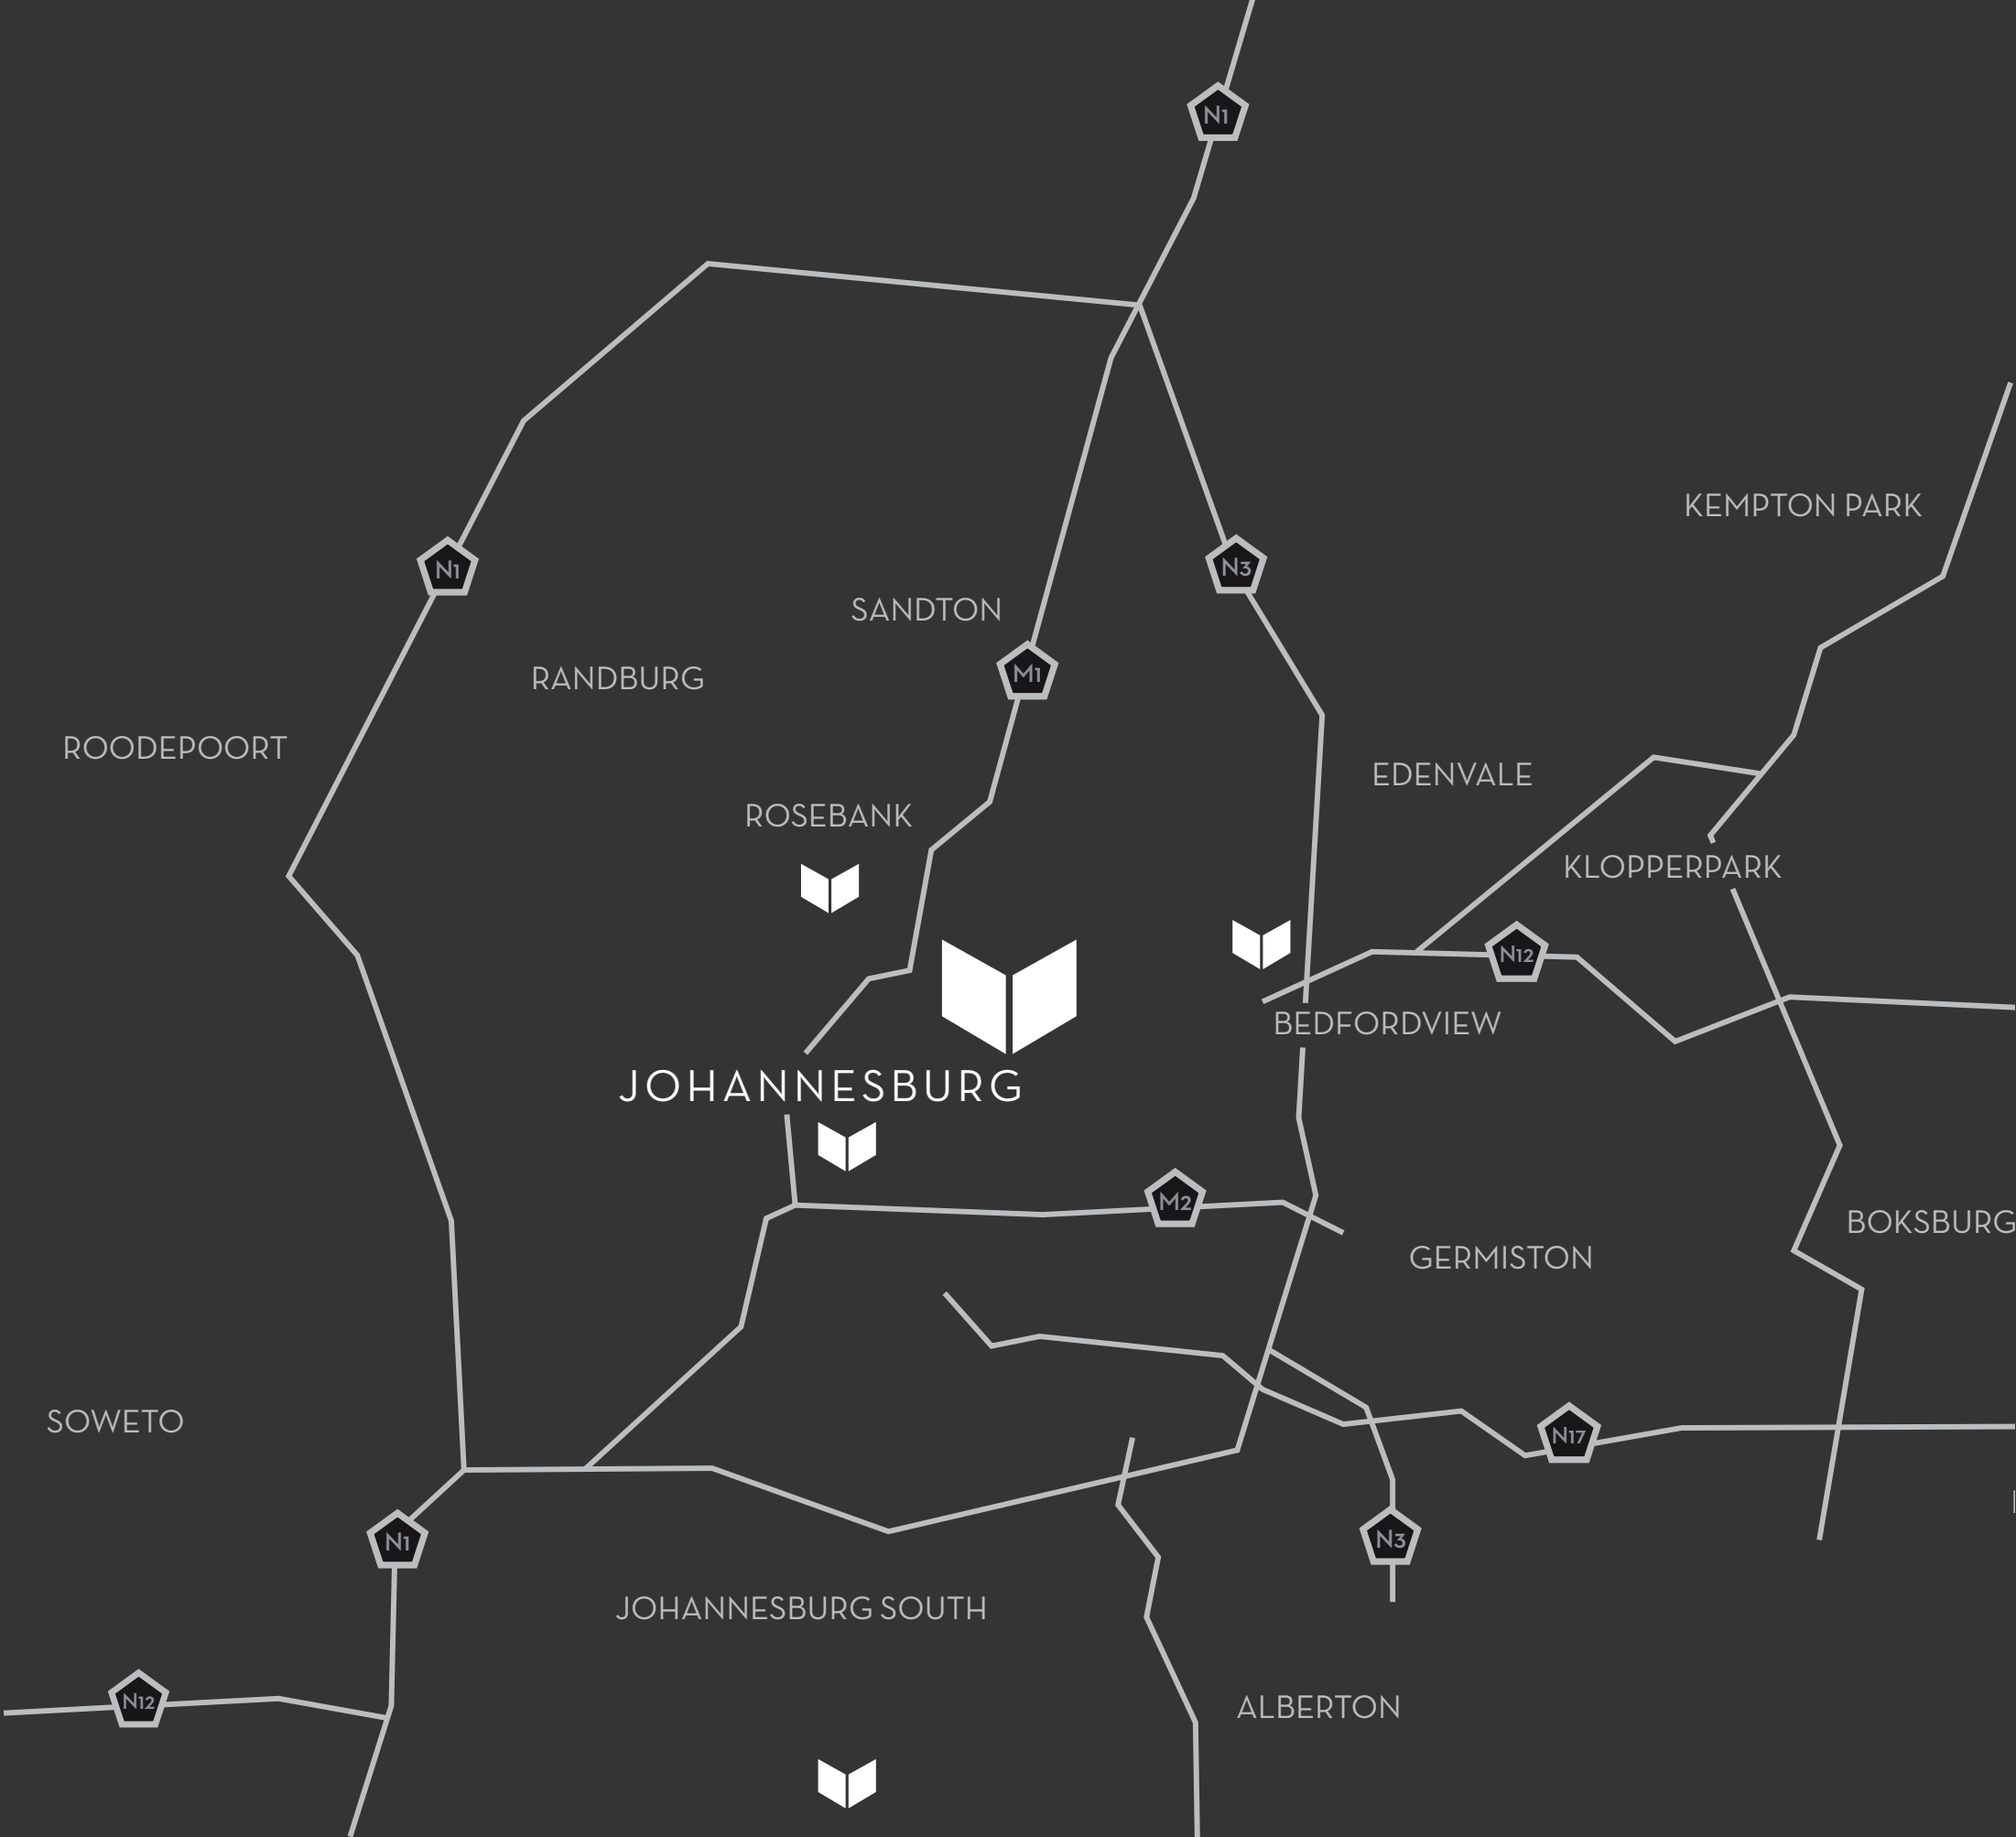 N1
KEMPTON PARK
N1
N3
SANDTON
M1
RANDBURG
ROODEPOORT
EDENVALE
ROSEBANK
KLOPPERPARK
N12
BEDFORDVIEW
JOHANNESBURG
M2
BOKSBURG
GERMISTON
SOWETO
N17
N1
N3
JOHANNESBURG SOUTH
N12
ALBERTON